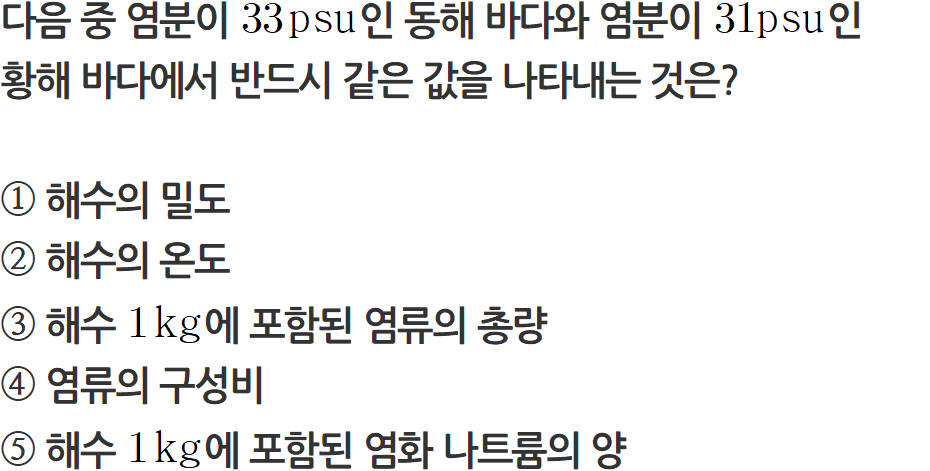 다음 중 염분이 33psu인 동해 바다와 염분이 31psu인
황해 바다에서 반드시 같은 값을 나타내는 것은?
① 해수의 밀도
② 해수의 온도
③ 해수 1kg에 포함된 염류의 총량
④ 염류의 구성비
⑤ 해수 1kg에 포함된 염화 나트륨의 양